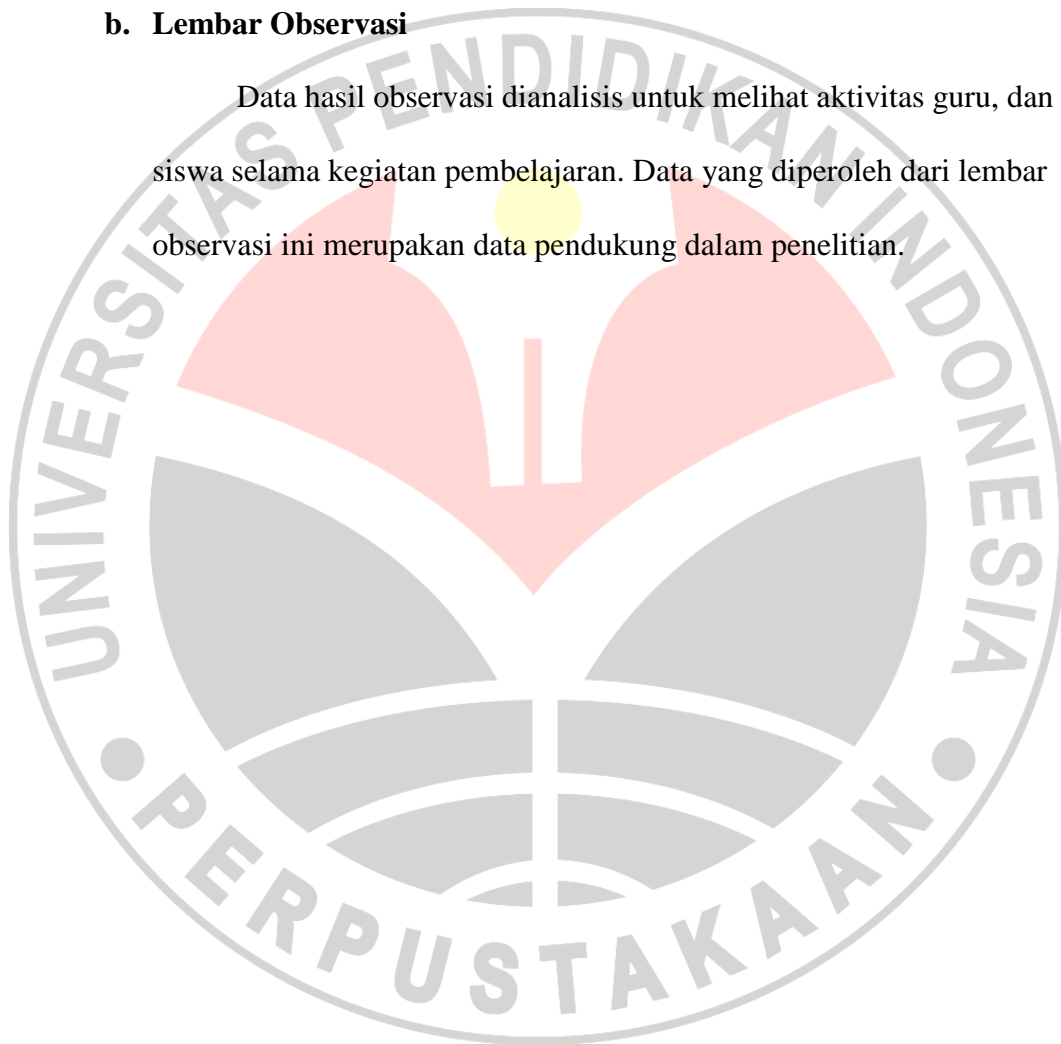 b. Lembar Observasi
Data hasil observasi dianalisis untuk melihat aktivitas guru, dan
siswa selama kegiatan pembelajaran. Data yang diperoleh dari lembar
observasi ini merupakan data pendukung dalam penelitian.
UNIVERSITAS PENDIDIKAN INDONESIA
PERPUSTAKAAN